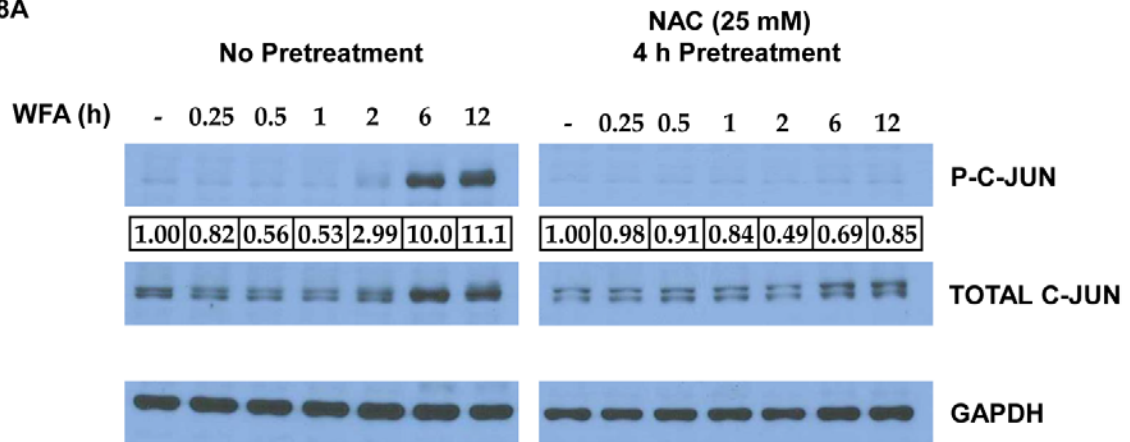 8A
NAC (25 mM)
No Pretreatment 4 h Pretreatment
WFA (h) - 0.25 0.5 1 2 6 12 - 0.25 0.5 1 2 6 12
P-C-JUN
1.00 0.82 0.56 0.53 2.99 10.0 11.1 1.00 0.98 0.91 0.84 0.49 0.69 0.85
TOTAL C-JUN
GAPDH